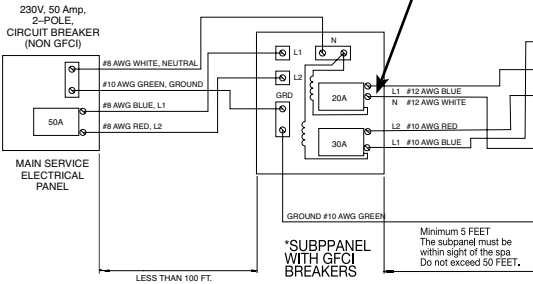 230V, 50 Amp,
2–POLE,
CIRCUIT BREAKER
(NON GFCI)
#8 AWG WHITE, NEUTRAL
#10 AWG GREEN, GROUND
#8 AWG BLUE, L1
#8 AWG RED, L2
50A
MAIN SERVICE
ELECTRICAL
PANEL
LESS THAN 100 FT.
N
L1
L2
GRD
20A
30A
L1 #12 AWG BLUE
N #12 AWG WHITE
L2 #10 AWG RED
L1 #10 AWG BLUE
GROUND #10 AWG GREEN
*SUBPPANEL
WITH GFCI
BREAKERS
Minimum 5 FEET
The subpanel must be
within sight of the spa
Do not exceed 50 FEET.